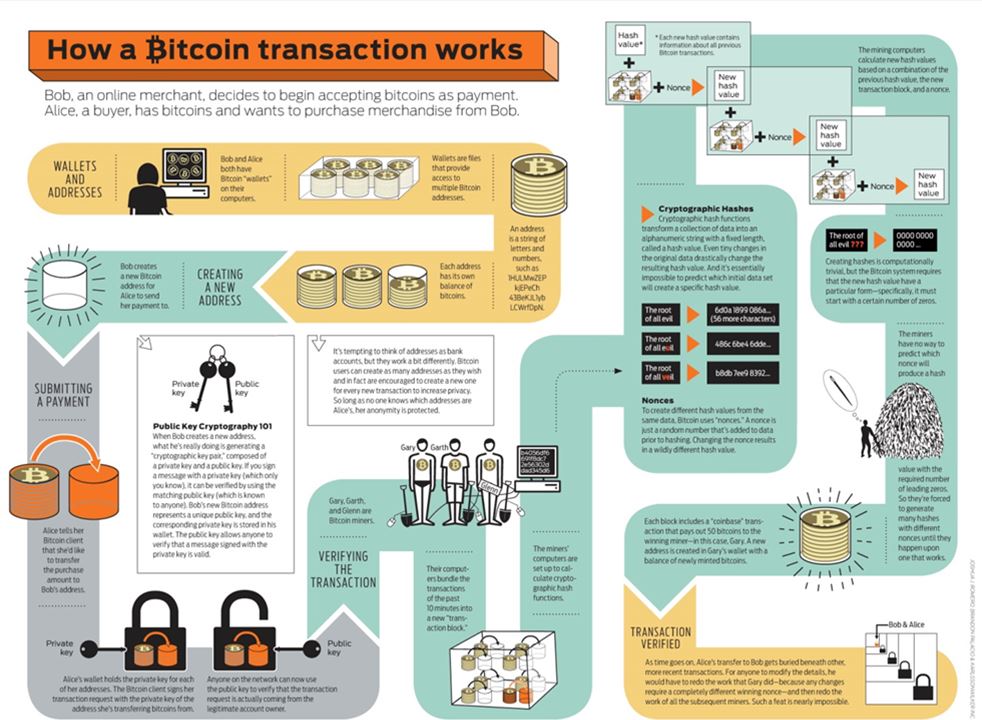 How a Bitcoin transaction works
Bob, an online merchant, decides to begin accepting bitcoins as payment.
Alice, a buyer, has bitcoins and wants to purchase merchandise from Bob.
WALLETS
AND
ADDRESSES
Bob and Alice
both have
Bitcoin "wallets"
on their
computers.
Wallets are files
that provide
access to
multiple Bitcoin
addresses.
An address
is a string of
letters and
numbers,
such as
1HULMwZEP
kjEPeCh
43BeKJL1yb
LCWrfDpN.
Each address
has its own
balance of
bitcoins.
CREATING
A NEW
ADDRESS
Bob creates
a new Bitcoin
address for
Alice to send
her payment to.
SUBMITTING
A PAYMENT
Alice tells her
Bitcoin client
that she'd like
to transfer
the purchase
amount to
Bob's address.
Private
key
Public
key
Public Key Cryptography 101
When Bob creates a new address,
what he's really doing is generating a
"cryptographic key pair," composed of
a private key and a public key. If you sign
a message with a private key (which only
you know), it can be verified by using the
matching public key (which is known
to anyone). Bob's new Bitcoin address
represents a unique public key, and the
corresponding private key is stored in his
wallet. The public key allows anyone to
verify that a message signed with the
private key is valid.
It's tempting to think of addresses as bank
accounts, but they work a bit differently. Bitcoin
users can create as many addresses as they wish
and in fact are encouraged to create a new one
for every new transaction to increase privacy.
So long as no one knows which addresses are
Alice's, her anonymity is protected.
Private
key
Alice's wallet holds the private key for each
of her addresses. The Bitcoin client signs her
transaction request with the private key of the
address she's transferring bitcoins from.
Public
key
Anyone on the network can now use
the public key to verify that the transaction
request is actually coming from the
legitimate account owner.
VERIFYING
THE
TRANSACTION
Gary, Garth,
and Glenn are
Bitcoin miners.
Gary
Garth
Glenn
b4056df6
691f8dc7
2e56302d
dad345d6
Their comput-
ers bundle the
transactions
of the past
10 minutes into
a new "trans-
action block."
The miners'
computers are
set up to cal-
culate crypto-
graphic hash
functions.
Cryptographic Hashes
Cryptographic hash functions
transform a collection of data into an
alphanumeric string with a fixed length,
called a hash value. Even tiny changes in
the original data drastically change the
resulting hash value. And it's essentially
impossible to predict which initial data set
will create a specific hash value.
The root
of all evil
6d0a 1899 086a...
(56 more characters)
The root
of all euil
486c 6be4 6dde...
The root
of all veil
b8db 7ee9 8392...
Nonces
To create different hash values from the
same data, Bitcoin uses "nonces." A nonce is
just a random number that's added to data
prior to hashing. Changing the nonce results
in a wildly different hash value.
Hash
value*
* Each new hash value contains
information about all previous
Bitcoin transactions.
+
+ Nonce
New
hash
value
+
+ Nonce
New
hash
value
+
+ Nonce
New
hash
value
The mining computers
calculate new hash values
based on a combination of the
previous hash value, the new
transaction block, and a nonce.
The root of
all evil ???
0000 0000
0000 ...
Creating hashes is computationally
trivial, but the Bitcoin system requires
that the new hash value have a
particular form—specifically, it must
start with a certain number of zeros.
The miners
have no way to
predict which
nonce will
produce a hash
value with the
required number
of leading zeros.
So they're forced
to generate
many hashes
with different
nonces until they
happen upon
one that works.
Each block includes a "coinbase" trans-
action that pays out 50 bitcoins to the
winning miner—in this case, Gary. A new
address is created in Gary's wallet with a
balance of newly minted bitcoins.
TRANSACTION
VERIFIED
As time goes on, Alice's transfer to Bob gets buried beneath other,
more recent transactions. For anyone to modify the details, he
would have to redo the work that Gary did—because any changes
require a completely different winning nonce—and then redo the
work of all the subsequent miners. Such a feat is nearly impossible.
Bob & Alice